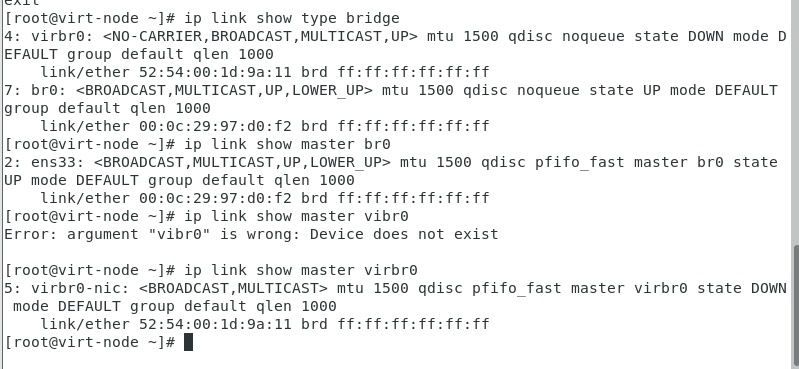 exit
[root@virt-node ~]# ip link show type bridge
4: virbr0: <NO-CARRIER,BROADCAST,MULTICAST,UP> mtu 1500 qdisc noqueue state DOWN mode D
EFAULT group default qlen 1000
    link/ether 52:54:00:1d:9a:11 brd ff:ff:ff:ff:ff:ff
7: br0: <BROADCAST,MULTICAST,UP,LOWER_UP> mtu 1500 qdisc noqueue state UP mode DEFAULT
group default qlen 1000
    link/ether 00:0c:29:97:d0:f2 brd ff:ff:ff:ff:ff:ff
[root@virt-node ~]# ip link show master br0
2: ens33: <BROADCAST,MULTICAST,UP,LOWER_UP> mtu 1500 qdisc pfifo_fast master br0 state
UP mode DEFAULT group default qlen 1000
    link/ether 00:0c:29:97:d0:f2 brd ff:ff:ff:ff:ff:ff
[root@virt-node ~]# ip link show master vibr0
Error: argument "vibr0" is wrong: Device does not exist

[root@virt-node ~]# ip link show master virbr0
5: virbr0-nic: <BROADCAST,MULTICAST> mtu 1500 qdisc pfifo_fast master virbr0 state DOWN
 mode DEFAULT group default qlen 1000
    link/ether 52:54:00:1d:9a:11 brd ff:ff:ff:ff:ff:ff
[root@virt-node ~]#